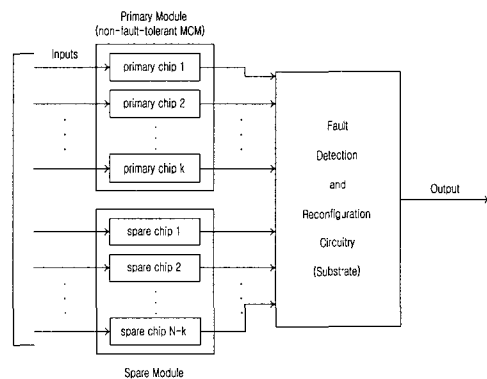 Primary Module
(non-fault-tolerant MCM)
Inputs
primary chip 1
primary chip 2
primary chip k
spare chip 1
spare chip 2
spare chip N-k
Spare Module
Fault
Detection
and
Reconfiguration
Circuitry
(Substrate)
Output